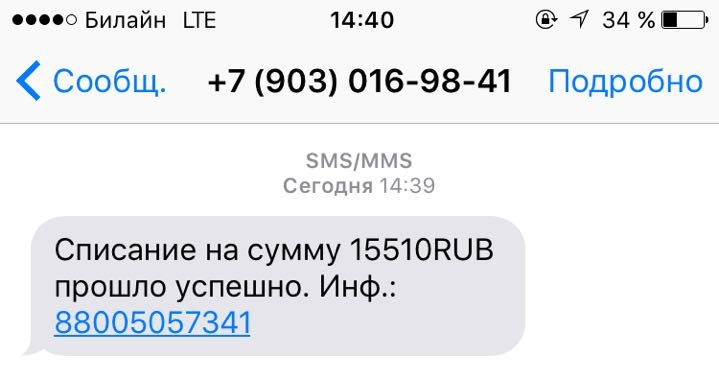 Билайн LTE 14:40 34 %
Сообщ. +7 (903) 016-98-41 Подробно
SMS/MMS
Сегодня 14:39
Списание на сумму 15510RUB
прошло успешно. Инф.:
88005057341